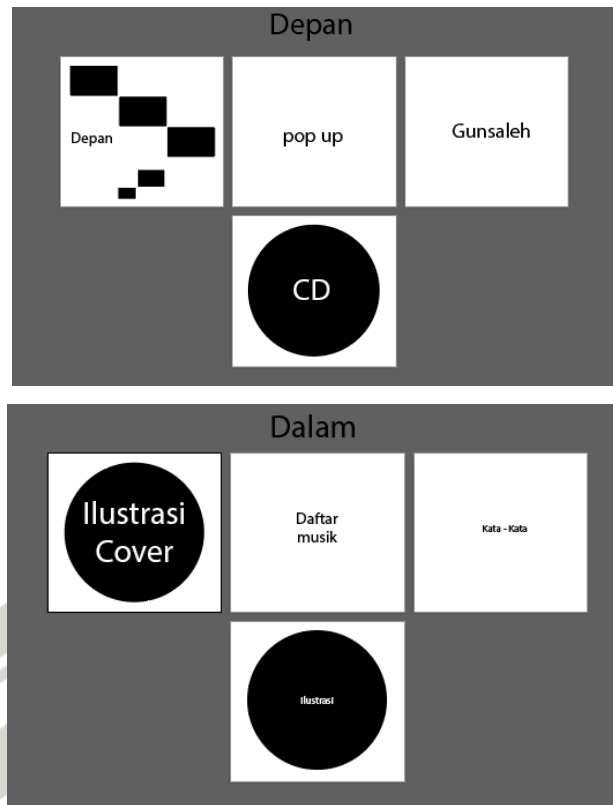 Depan
Depan
pop up
Gunsaleh
CD
Dalam
Ilustrasi
Cover
Daftar
musik
Kata - Kata
Ilustrasi